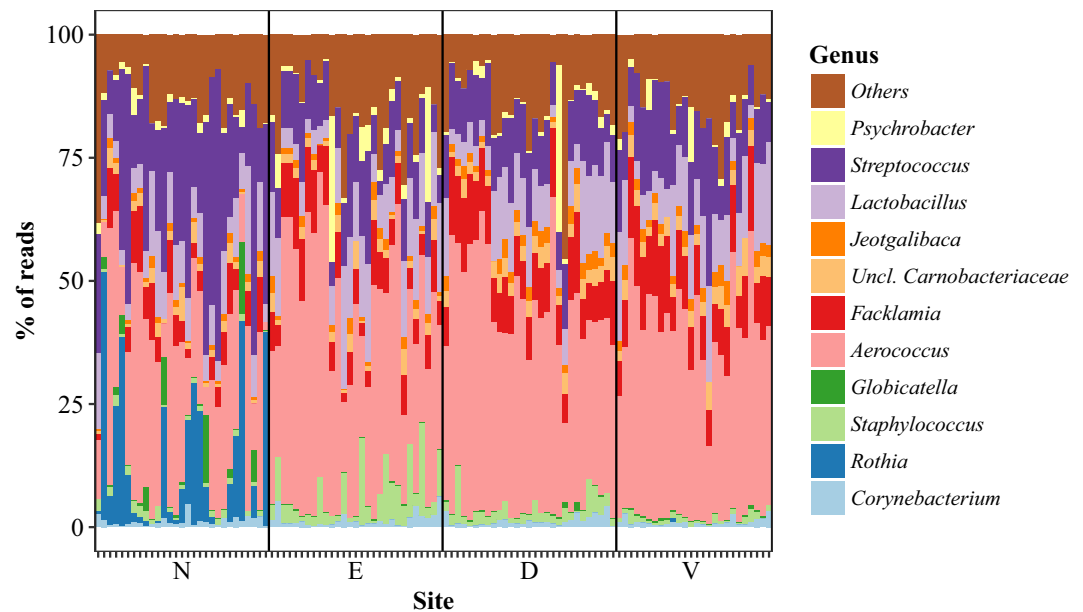 100
75
50
25
0
% of reads
N E D V
Site
Genus
Others
Psychrobacter
Streptococcus
Lactobacillus
Jeotgalibaca
Uncl. Carnobacteriaceae
Facklamia
Aerococcus
Globicatella
Staphylococcus
Rothia
Corynebacterium